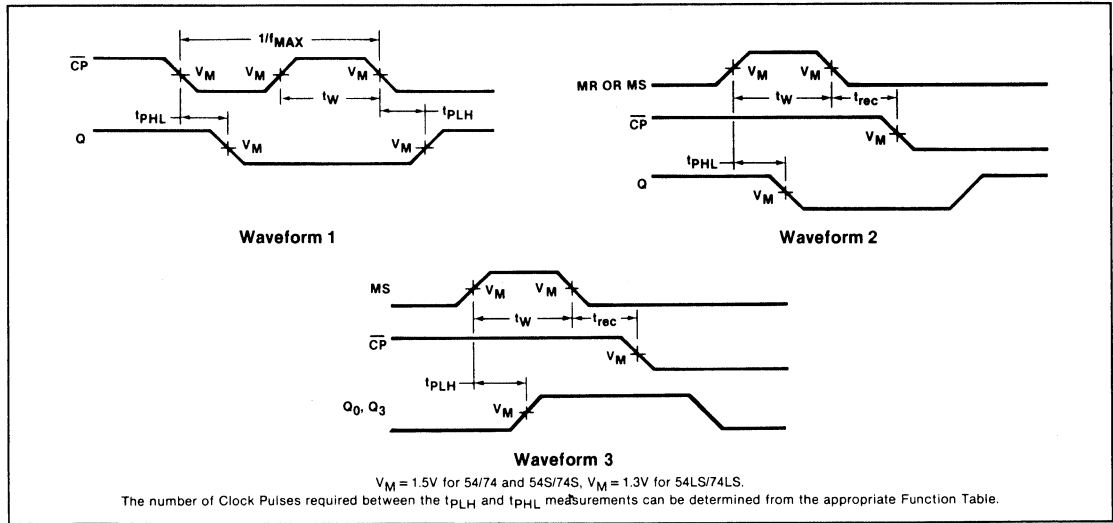 1/fMAX
CP VM VM VM
tW
tPHL tPLH
Q VM VM
Waveform 1
MR OR MS VM VM
tW trec
CP VM
tPHL
Q VM
Waveform 2
MS VM VM
tW trec
CP VM
tPLH
Q0, Q3 VM
Waveform 3
VM = 1.5V for 54/74 and 54S/74S, VM = 1.3V for 54LS/74LS.
The number of Clock Pulses required between the tPLH and tPHL measurements can be determined from the appropriate Function Table.